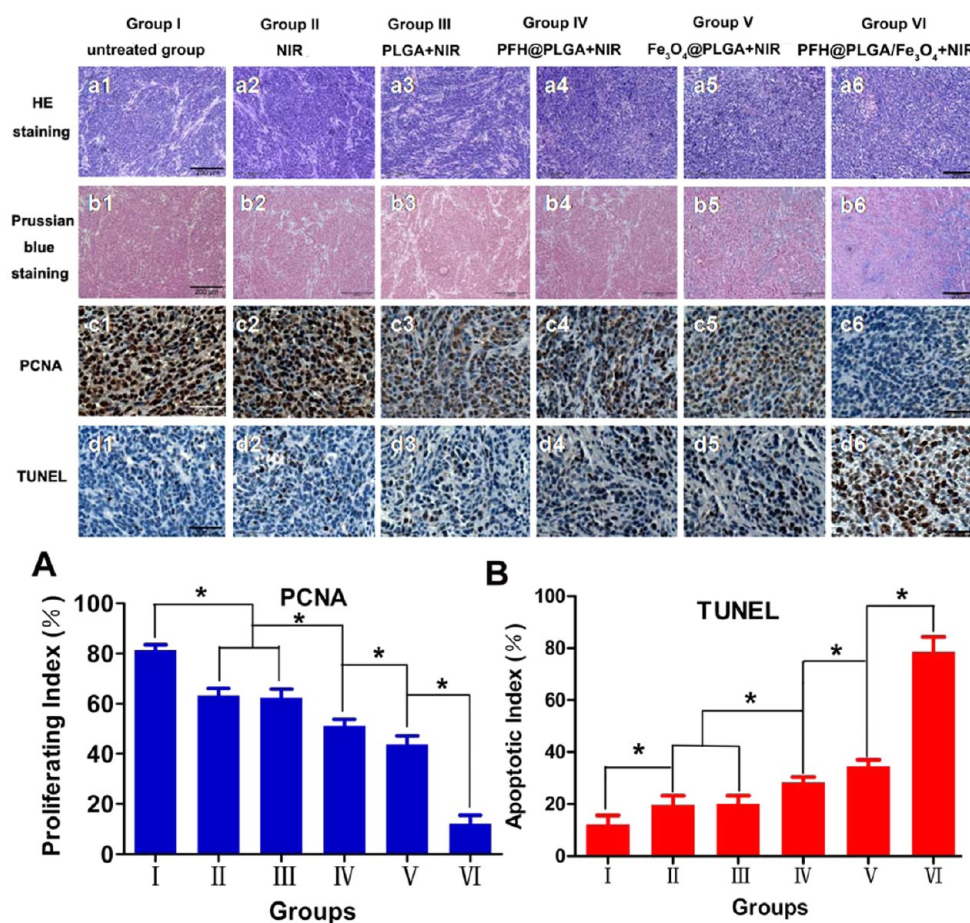 Group I
Group II
Group III
Group IV
Group V
Group VI
untreated group
NIR
PLGA+NIR
PFH@PLGA+NIR
Fe₃O₄@PLGA+NIR
PFH@PLGA/Fe₃O₄+NIR
HE
staining
a1
a2
a3
a4
a5
a6
200 μm
Prussian
blue
staining
b1
b2
b3
b4
b5
b6
200 μm
PCNA
c1
c2
c3
c4
c5
c6
TUNEL
d1
d2
d3
d4
d5
d6
A
PCNA
Proliferating Index (%)
100
80
60
40
20
0
*
*
*
*
I
II
III
IV
V
VI
Groups
B
TUNEL
Apoptotic Index (%)
100
80
60
40
20
0
*
*
*
*
I
II
III
IV
V
VI
Groups